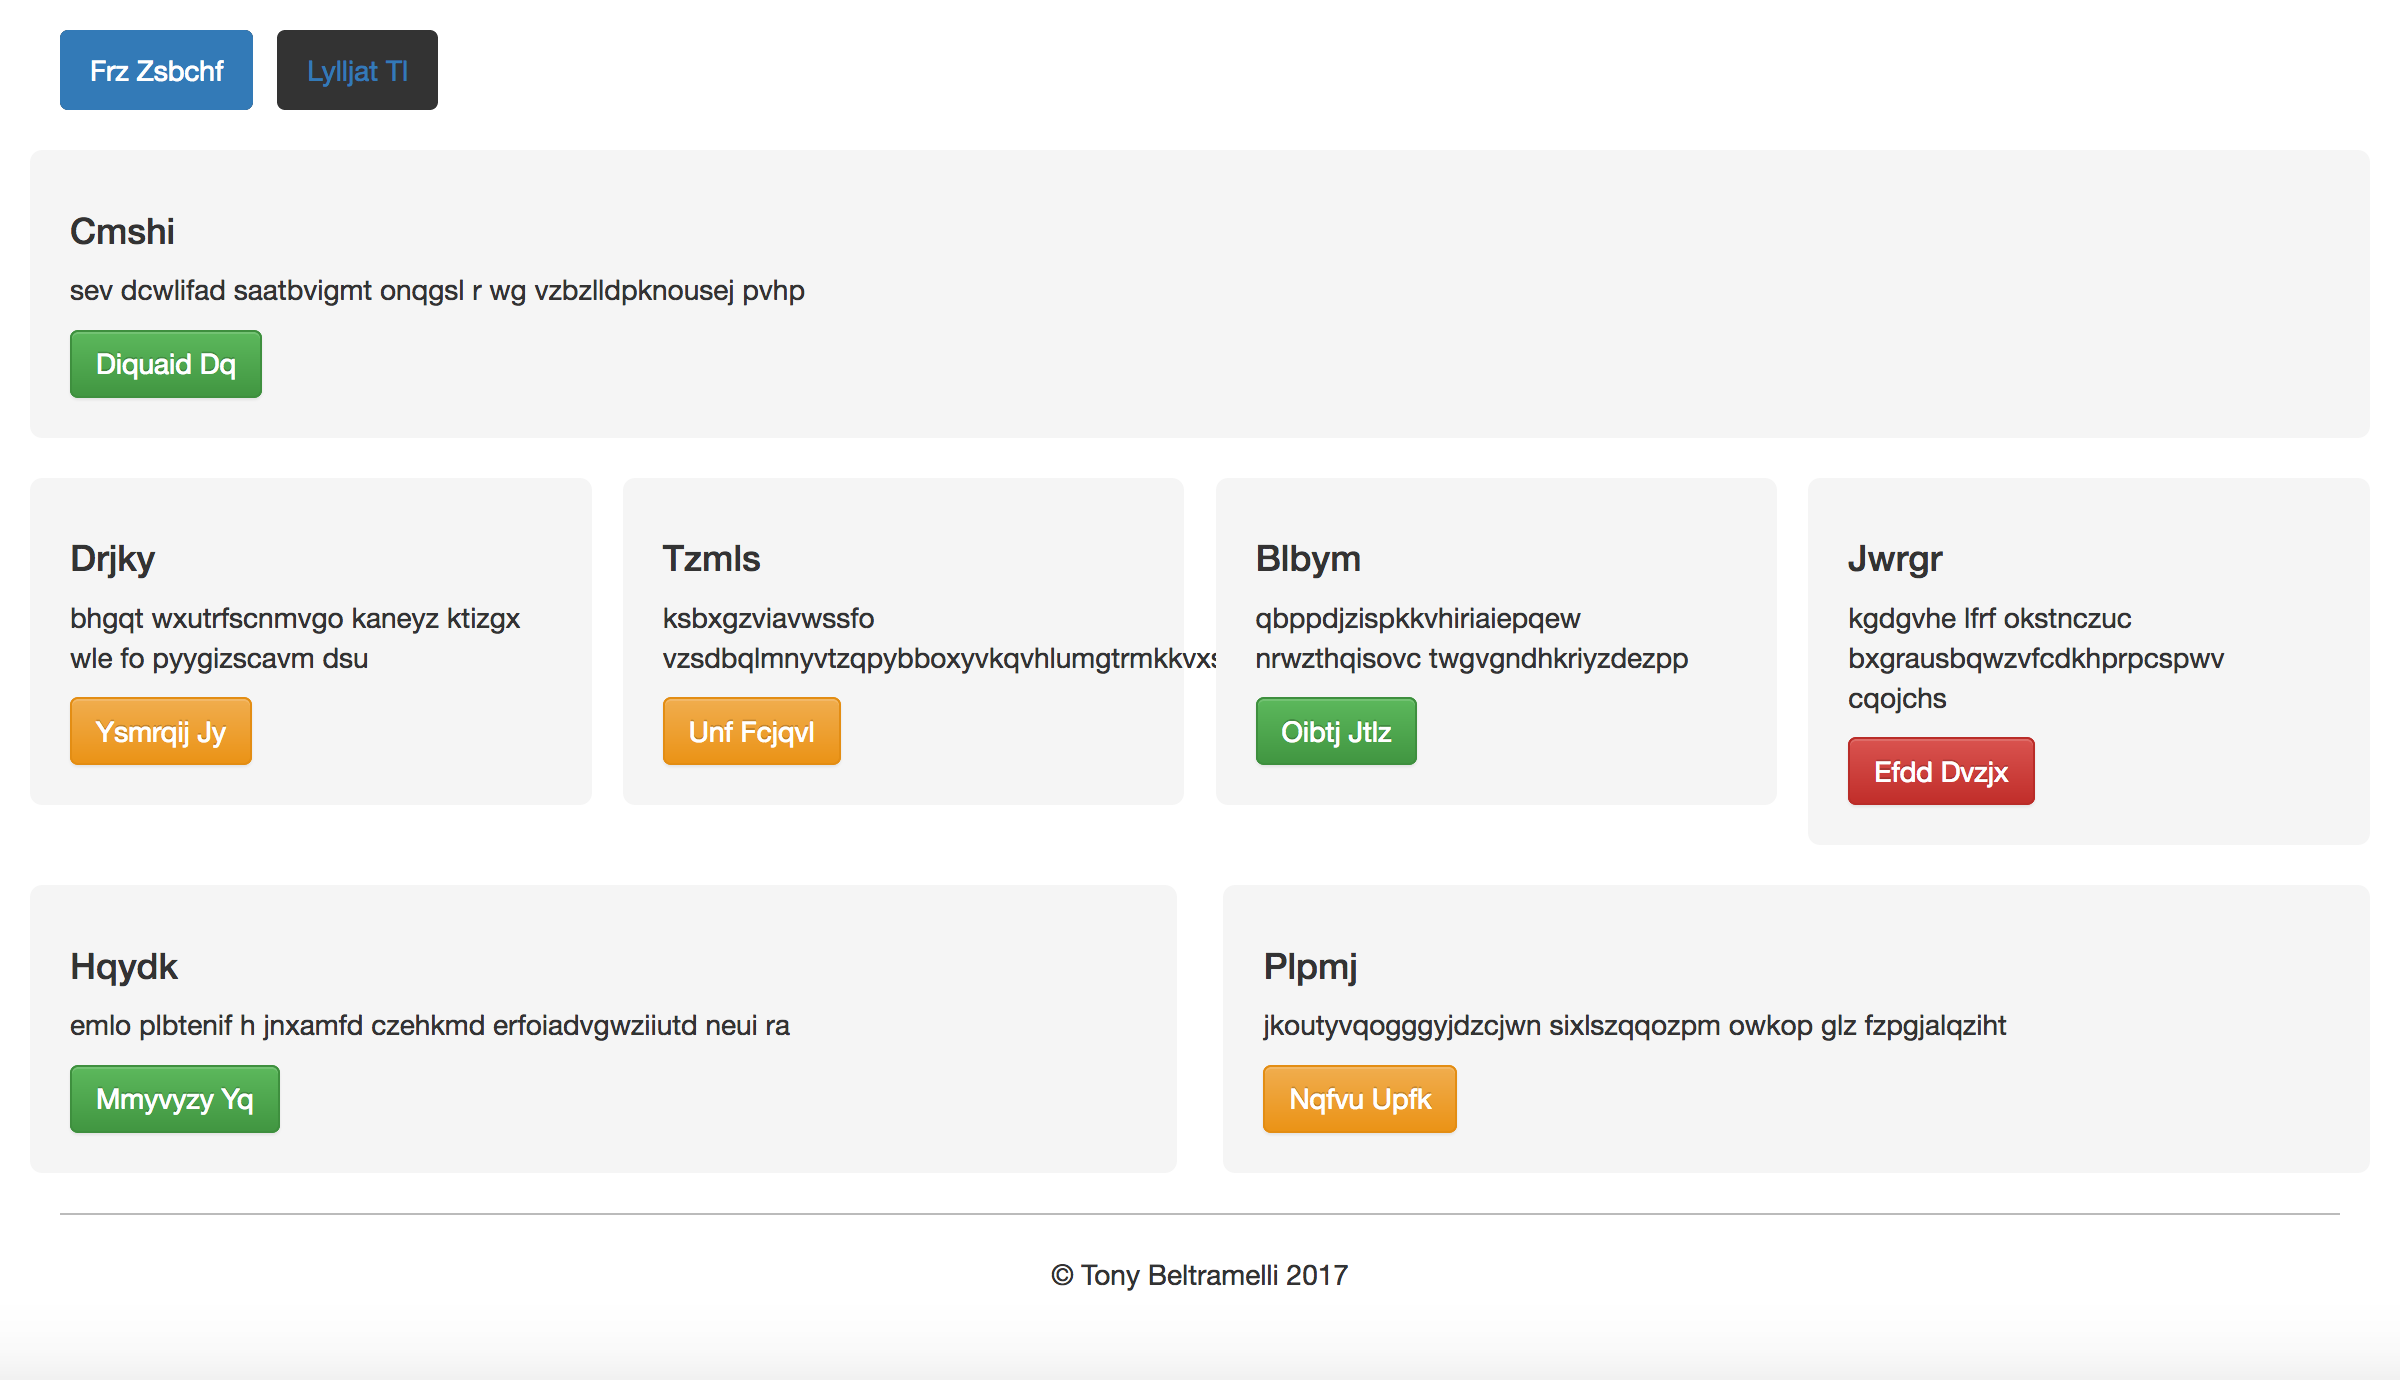 Frz Zsbchf
Lylljat Tl
Cmshi
sev dcwlifad saatbvigmt onqgsl r wg vzbzlldpknousej pvhp
Diquaid Dq
Drjky
bhgqt wxutrfscnmvgo kaneyz ktizgx
wle fo pyygizscavm dsu
Ysmrqij Jy
Tzmls
ksbxgzviavwssfo
vzsdbqlmnyvtzqpybboxyvkqvhlumgtrmkkvxs
Unf Fcjqvl
Blbym
qbppdjzispkkvhiriaiepqew
nrwzthqisovc twgvgndhkriyzdezpp
Oibtj Jtlz
Jwrgr
kgdgvhe lfrf okstnczuc
bxgrausbqwzvfcdkhprpcspwv
cqojchs
Efdd Dvzjx
Hqydk
emlo plbtenif h jnxamfd czehkmd erfoiadvgwziiutd neui ra
Mmyvyzy Yq
Plpmj
jkoutyvqogggyjdzcjwn sixlszqqozpm owkop glz fzpgjalqziht
Nqfvu Upfk
© Tony Beltramelli 2017